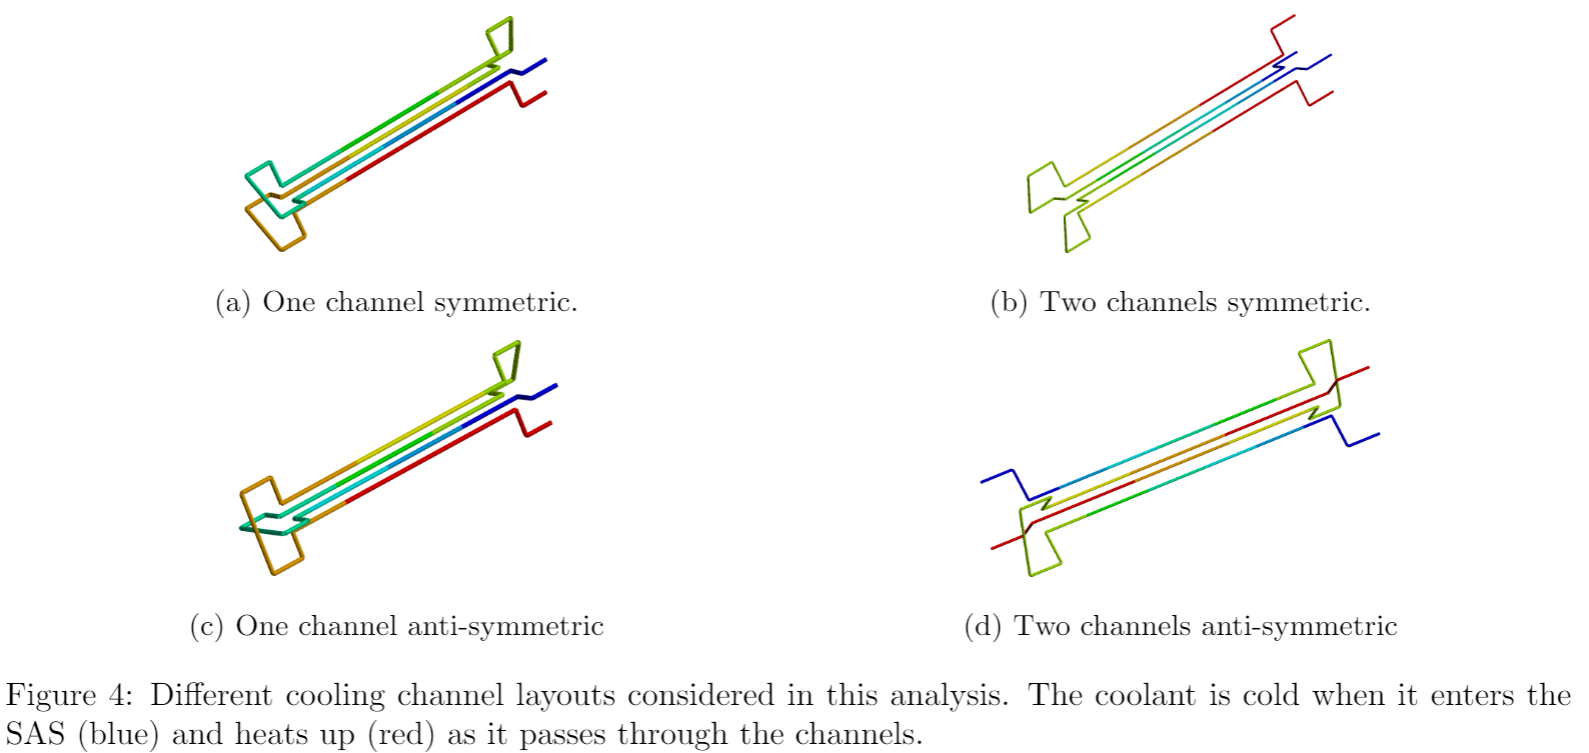 (a) One channel symmetric.
(b) Two channels symmetric.
(c) One channel anti-symmetric
(d) Two channels anti-symmetric
Figure 4: Different cooling channel layouts considered in this analysis. The coolant is cold when it enters the
SAS (blue) and heats up (red) as it passes through the channels.